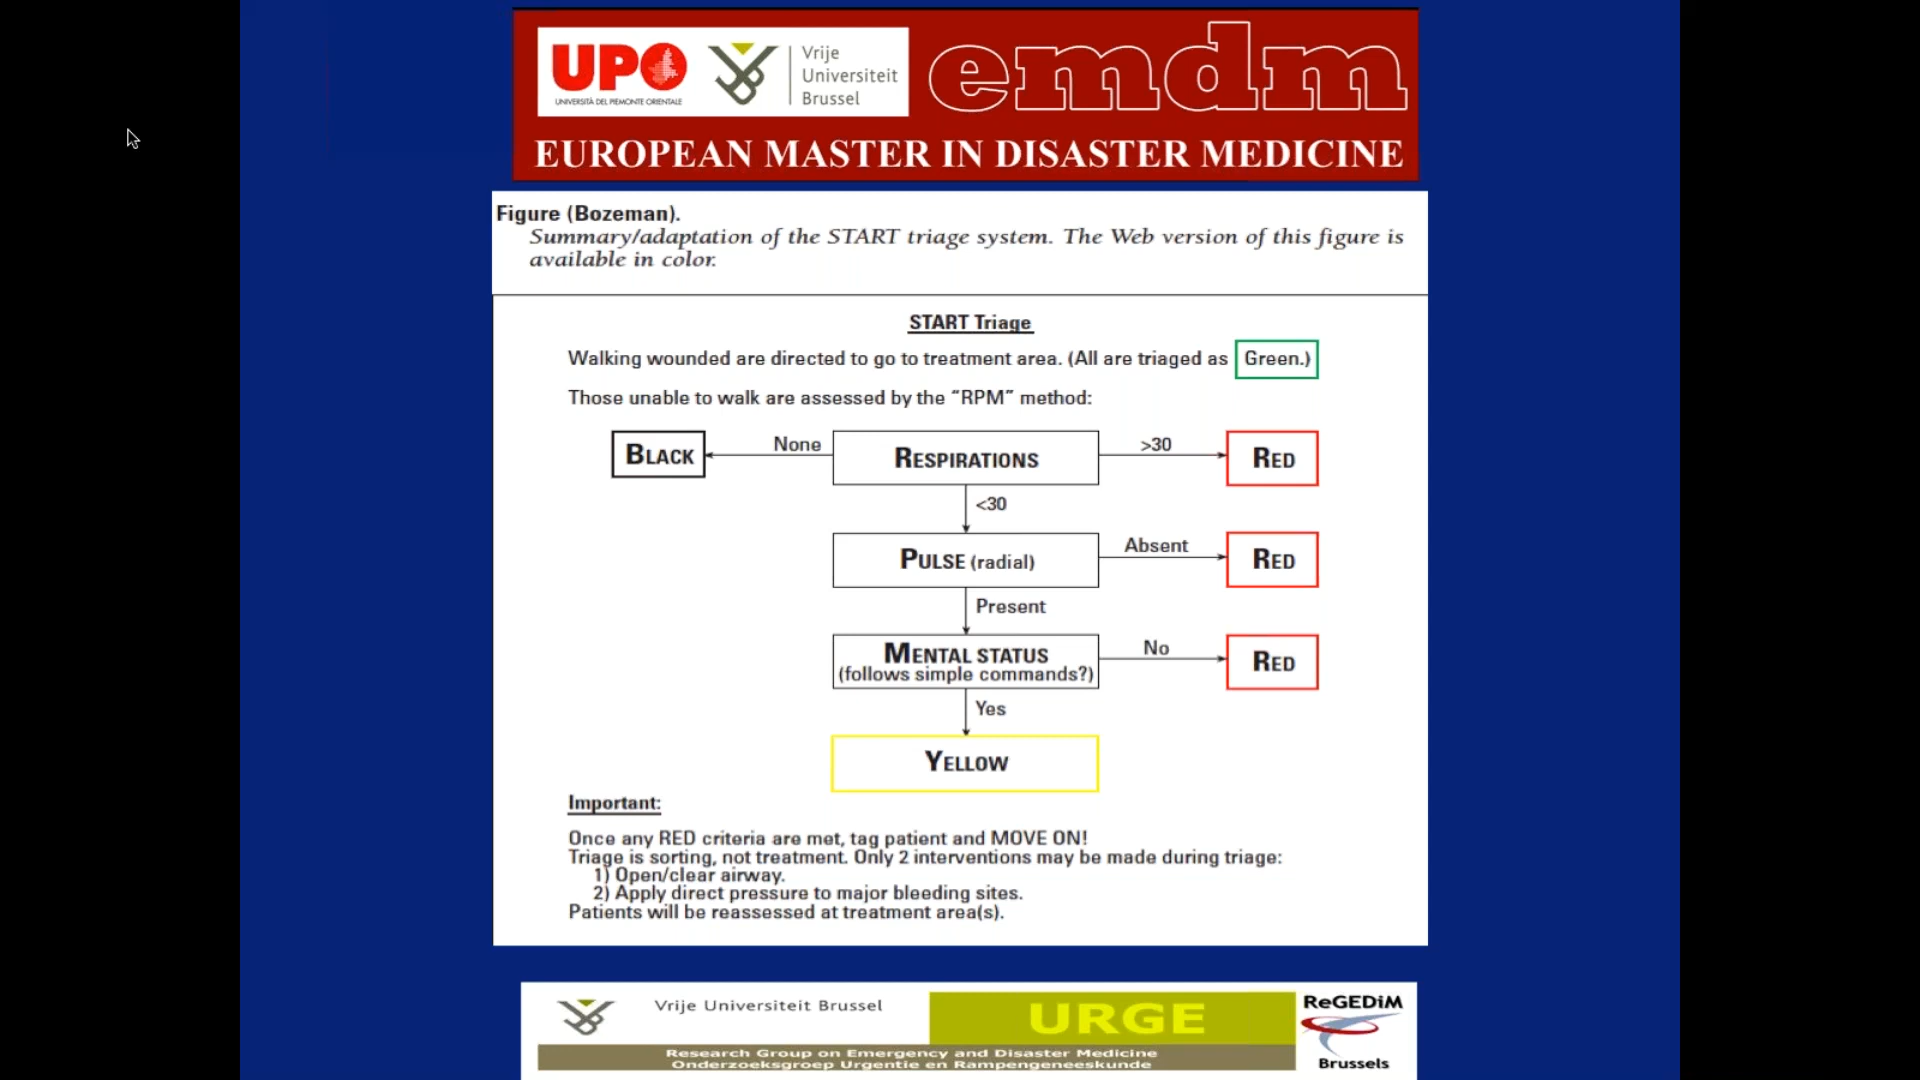 UPO
UNIVERSITÀ DEL PIEMONTE ORIENTALE
Vrije
Universiteit
Brussel
emdm
EUROPEAN MASTER IN DISASTER MEDICINE
Figure (Bozeman).
Summary/adaptation of the START triage system. The Web version of this figure is
available in color.
START Triage
Walking wounded are directed to go to treatment area. (All are triaged as Green.)
Those unable to walk are assessed by the “RPM” method:
BLACK
None
RESPIRATIONS
>30
RED
<30
PULSE (radial)
Absent
RED
Present
MENTAL STATUS
(follows simple commands?)
No
RED
Yes
YELLOW
Important:
Once any RED criteria are met, tag patient and MOVE ON!
Triage is sorting, not treatment. Only 2 interventions may be made during triage:
1) Open/clear airway.
2) Apply direct pressure to major bleeding sites.
Patients will be reassessed at treatment area(s).
Vrije Universiteit Brussel
URGE
ReGEDiM
Brussels
Research Group on Emergency and Disaster Medicine
Onderzoeksgroep Urgentie en Rampengeneeskunde